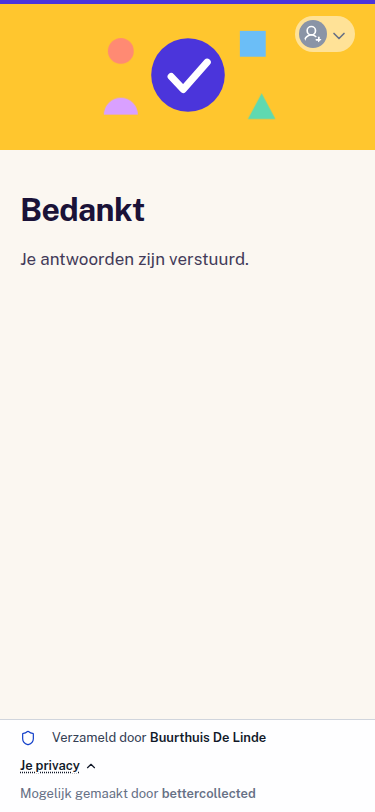 Bedankt
Je antwoorden zijn verstuurd.
Verzameld door Buurthuis De Linde
Je privacy
Mogelijk gemaakt door bettercollected